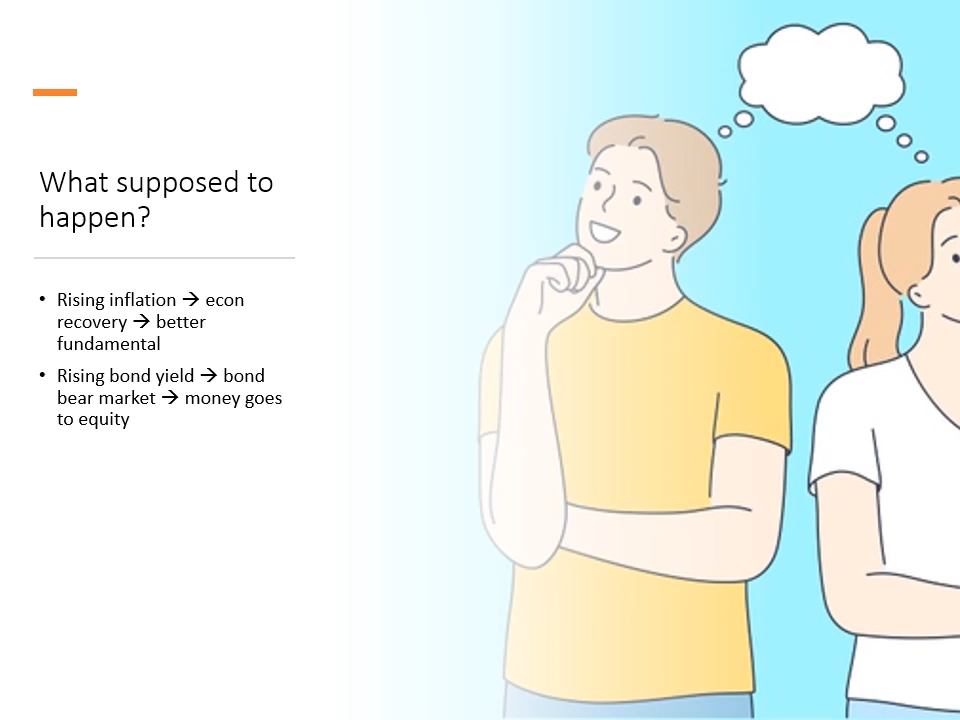 What supposed to
happen?
• Rising inflation → econ
recovery → better
fundamental
• Rising bond yield → bond
bear market → money goes
to equity